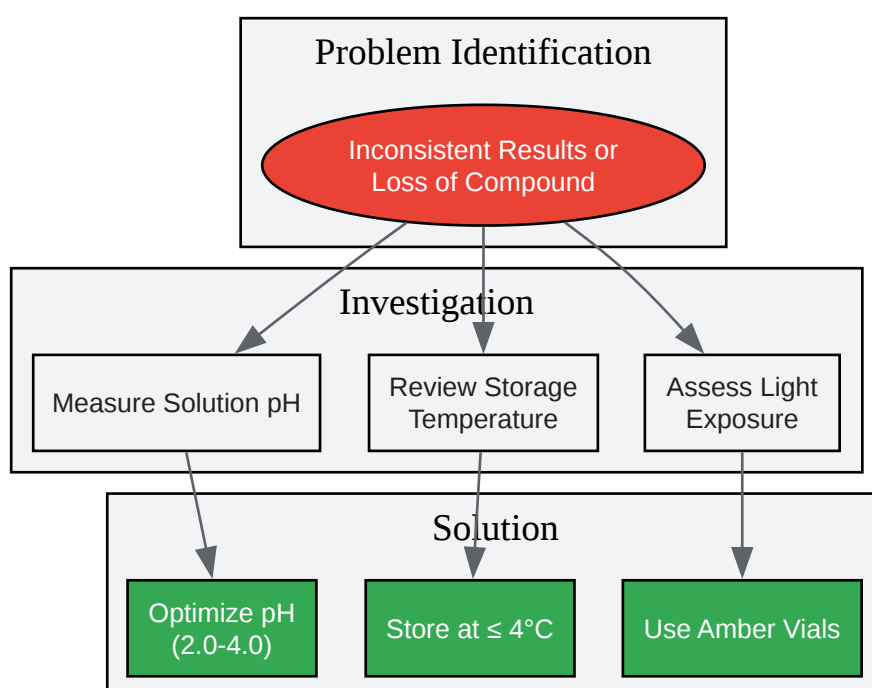 Problem Identification
Inconsistent Results or
Loss of Compound
Investigation
Measure Solution pH
Review Storage
Temperature
Assess Light
Exposure
Solution
Optimize pH
(2.0-4.0)
Store at ≤ 4°C
Use Amber Vials